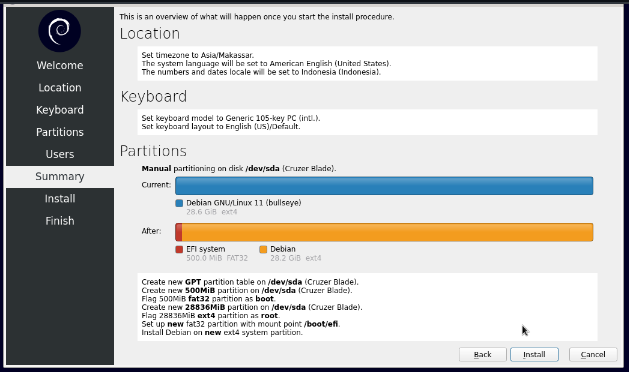 This is an overview of what will happen once you start the install procedure.
Welcome
Location
Keyboard
Partitions
Users
Summary
Install
Finish
Location
Set timezone to Asia/Makassar.
The system language will be set to American English (United States).
The numbers and dates locale will be set to Indonesia (Indonesia).
Keyboard
Set keyboard model to Generic 105-key PC (intl.).
Set keyboard layout to English (US)/Default.
Partitions
Manual partitioning on disk /dev/sda (Cruzer Blade).
Current:
Debian GNU/Linux 11 (bullseye)
28.6 GiB ext4
After:
EFI system Debian
500.0 MiB FAT32 28.2 GiB ext4
Create new GPT partition table on /dev/sda (Cruzer Blade).
Create new 500MiB partition on /dev/sda (Cruzer Blade).
Flag 500MiB fat32 partition as boot.
Create new 28836MiB partition on /dev/sda (Cruzer Blade).
Flag 28836MiB ext4 partition as root.
Set up new fat32 partition with mount point /boot/efi.
Install Debian on new ext4 system partition.
Back Install Cancel